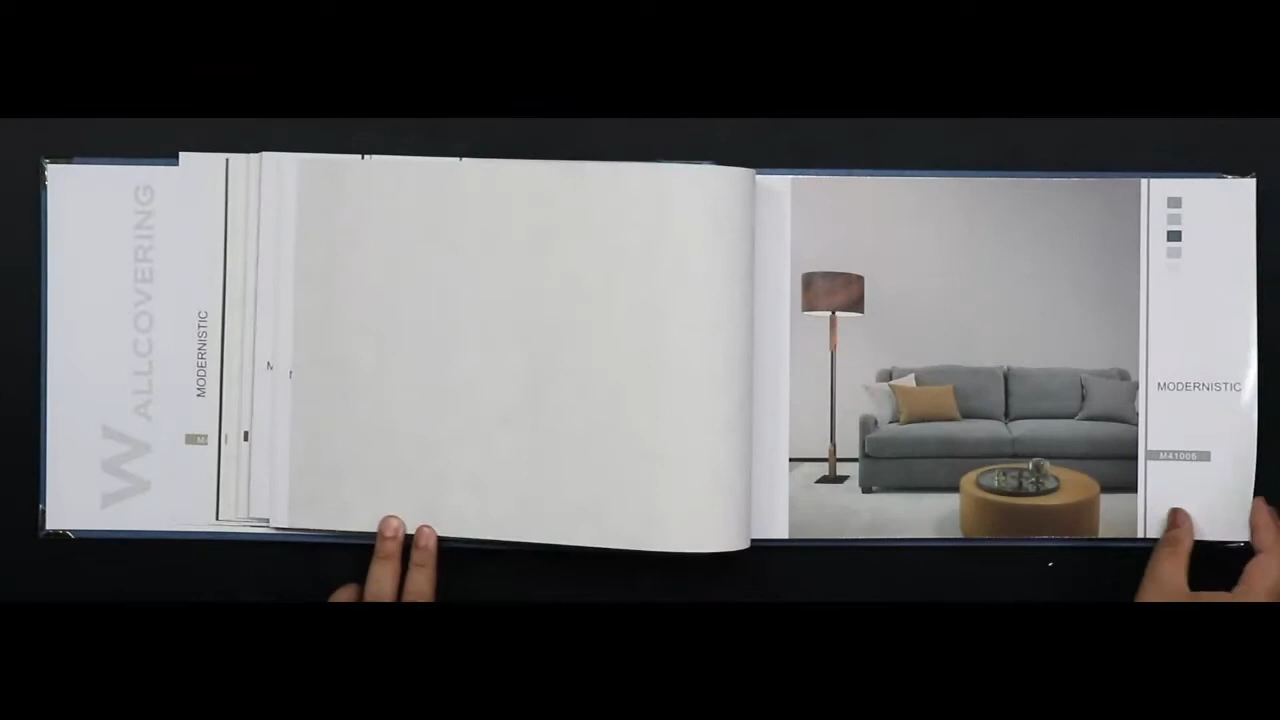 WALLCOVERING
MODERNISTIC
M
MODERNISTIC
M41006